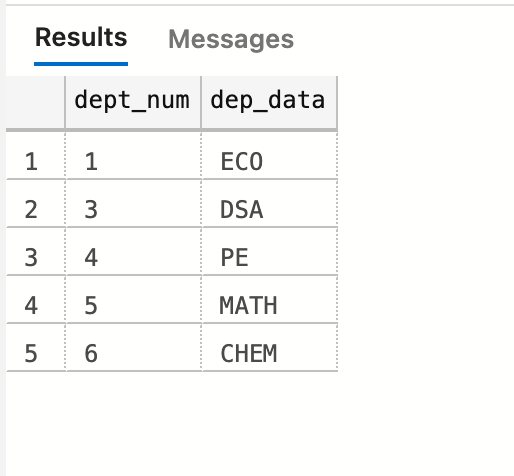 Results Messages
dept_num dep_data
1 1 ECO
2 3 DSA
3 4 PE
4 5 MATH
5 6 CHEM